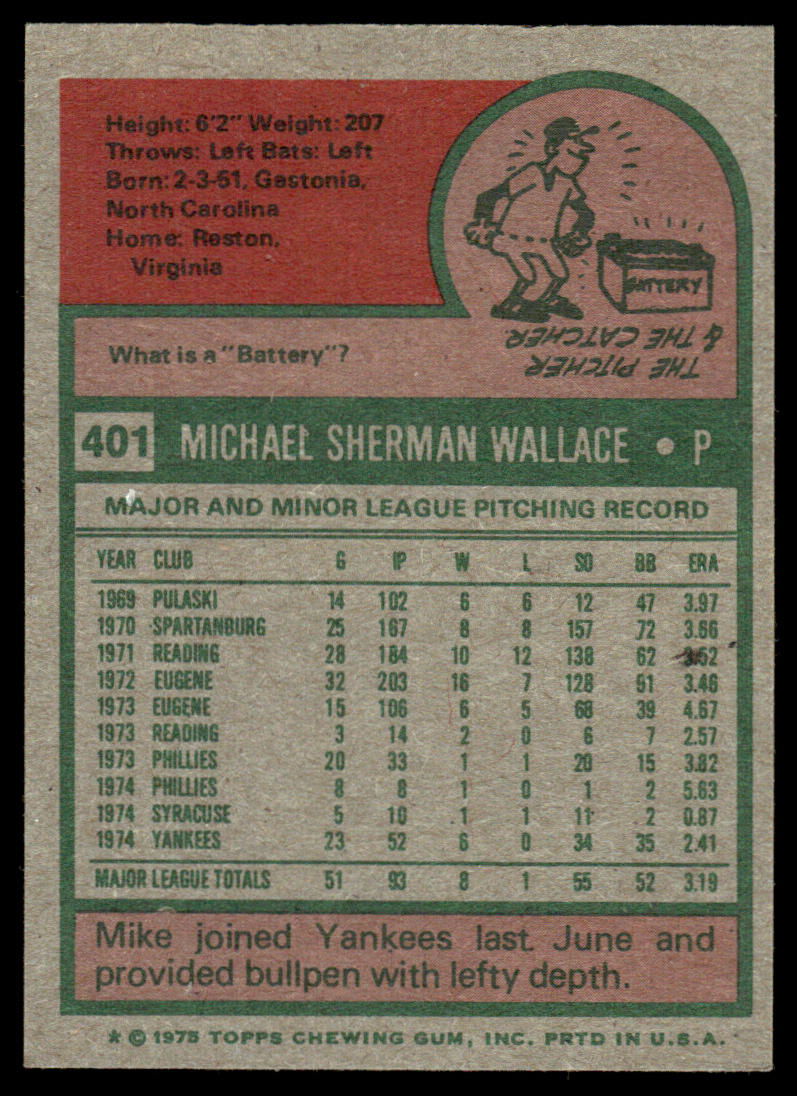 Height: 6'2" Weight: 207
Throws: Left Bats: Left
Born: 2-3-51, Gastonia,
North Carolina
Home: Reston,
Virginia
BATTERY
What is a "Battery"?
THE PITCHER
& THE CATCHER.
401 MICHAEL SHERMAN WALLACE • P
MAJOR AND MINOR LEAGUE PITCHING RECORD
YEAR CLUB G IP W L SO BB ERA
1969 PULASKI 14 102 6 6 12 47 3.97
1970 SPARTANBURG 25 167 8 8 157 72 3.66
1971 READING 28 184 10 12 138 62 3.52
1972 EUGENE 32 203 16 7 128 91 3.46
1973 EUGENE 15 106 6 5 68 39 4.67
1973 READING 3 14 2 0 6 7 2.57
1973 PHILLIES 20 33 1 1 20 15 3.82
1974 PHILLIES 8 8 1 0 1 2 5.63
1974 SYRACUSE 5 10 1 1 11 2 0.87
1974 YANKEES 23 52 6 0 34 35 2.41
MAJOR LEAGUE TOTALS 51 93 8 1 55 52 3.19
Mike joined Yankees last June and
provided bullpen with lefty depth.
* © 1975 TOPPS CHEWING GUM, INC. PRTD IN U.S.A.